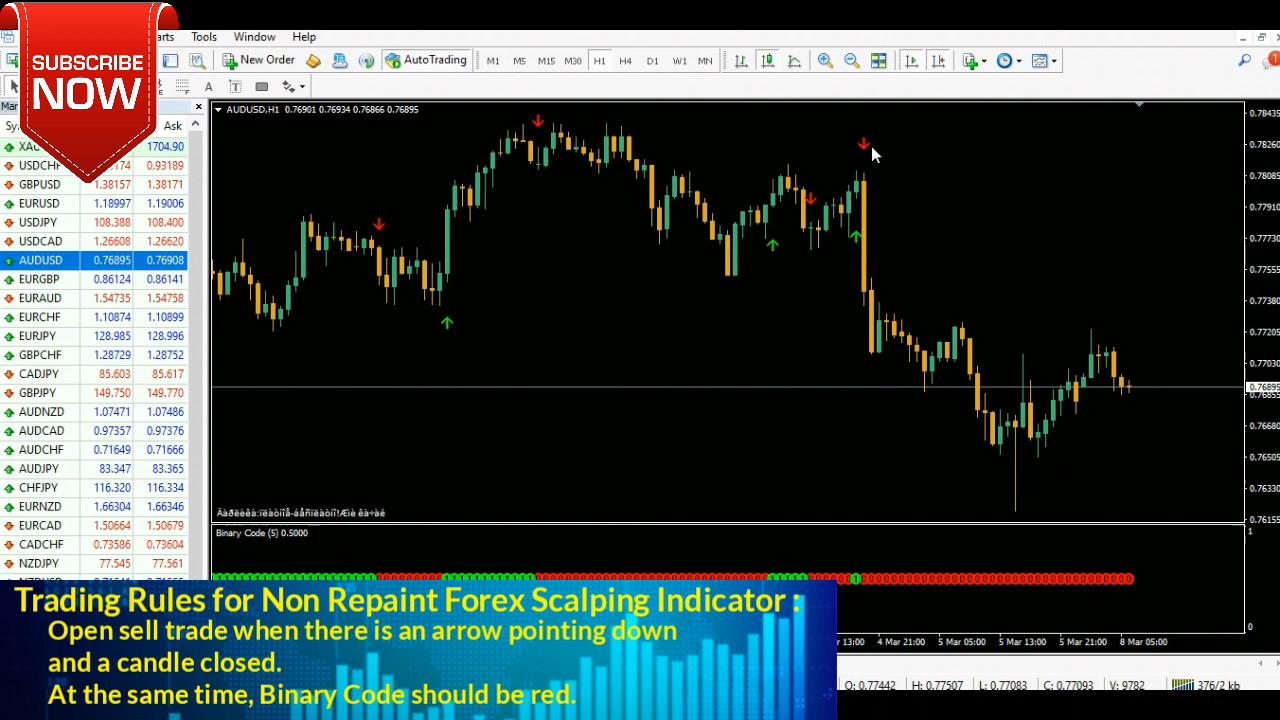 SUBSCRIBE
NOW
Tools Window Help
New Order AutoTrading M1 M5 M15 M30 H1 H4 D1 W1 MN
1
A T
Ask
1704.90
USDCHF 0.93189
GBPUSD 1.38157 1.38171
EURUSD 1.18997 1.19006
USDJPY 108.388 108.400
USDCAD 1.26608 1.26620
AUDUSD 0.76895 0.76908
EURGBP 0.86124 0.86141
EURAUD 1.54735 1.54758
EURCHF 1.10874 1.10899
EURJPY 128.985 128.996
GBPCHF 1.28729 1.28752
CADJPY 85.603 85.617
GBPJPY 149.750 149.770
AUDNZD 1.07471 1.07486
AUDCAD 0.97357 0.97376
AUDCHF 0.71649 0.71666
AUDJPY 83.347 83.365
CHFJPY 116.320 116.334
EURNZD 1.66304 1.66346
EURCAD 1.50664 1.50679
CADCHF 0.73586 0.73604
NZDJPY 77.545 77.561
AUDUSD,H1 0.76901 0.76934 0.76866 0.76895
0.78435
0.78260
0.78085
0.77910
0.77730
0.77555
0.77380
0.77205
0.77030
0.76895
0.76855
0.76680
0.76505
0.76330
0.76155
Binary Code (5) 0.5000
1
0
13:00 4 Mar 21:00 5 Mar 05:00 5 Mar 13:00 5 Mar 21:00 8 Mar 05:00
O: 0.77442 H: 0.77507 L: 0.77083 C: 0.77093 V: 9782 376/2 kb
Trading Rules for Non Repaint Forex Scalping Indicator :
Open sell trade when there is an arrow pointing down
and a candle closed.
At the same time, Binary Code should be red.